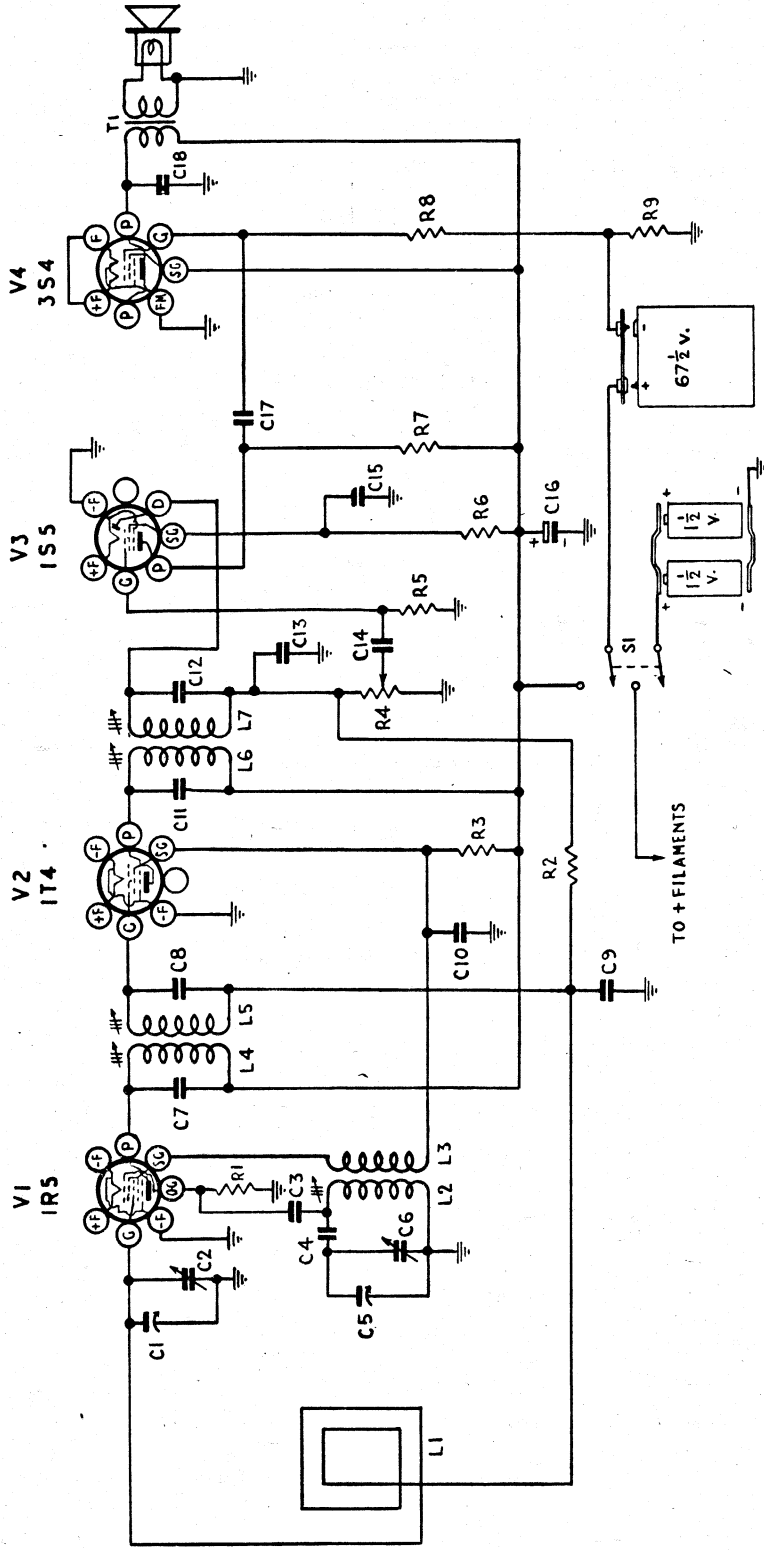 V1
1R5
V2
1T4
V3
1S5
V4
3S4
+F
-F
G
P
-F
OG
SG
+F
-F
G
P
-F
SG
+F
-F
G
P
SG
D
+F
F
P
P
FM
SG
G
T1
C18
C1
C2
R1
C3
C4
C5
C6
L2
L3
C7
L4
L5
C8
C11
L6
L7
C12
C13
C14
R4
R5
C15
C17
R6
R7
R8
R9
C10
R3
C16
+
-
L1
C9
R2
S1
TO + FILAMENTS
+
1½ V.
-
+
1½ V.
-
+
-
67½ V.